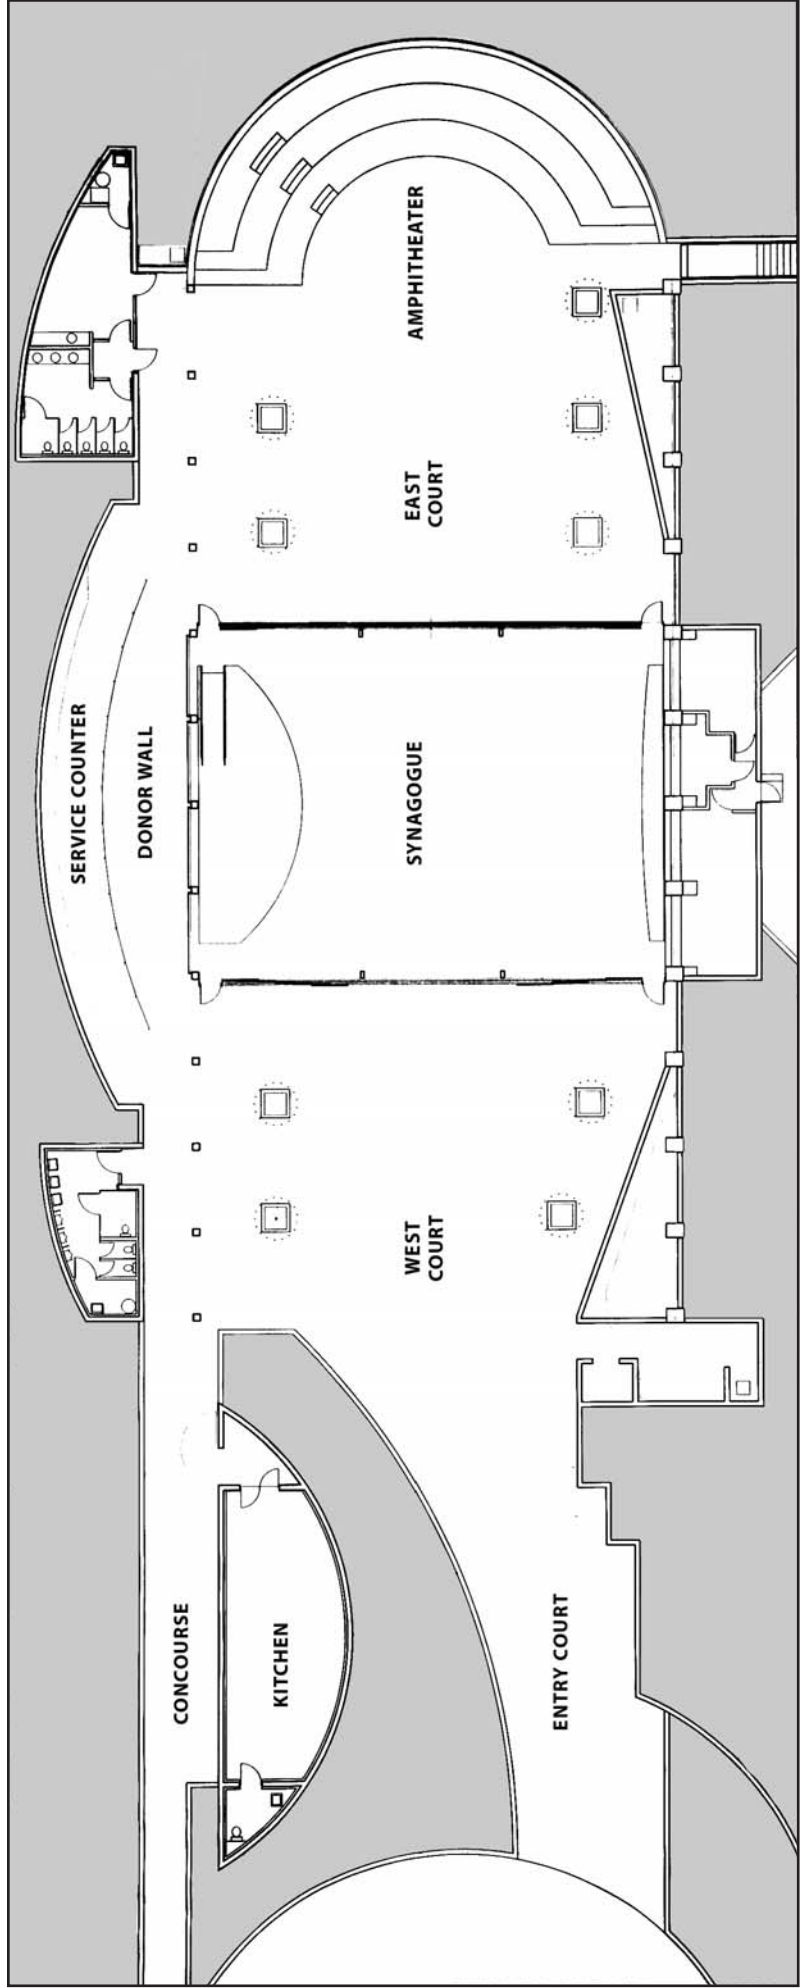 AMPHITHEATER
EAST
COURT
SERVICE COUNTER
DONOR WALL
SYNAGOGUE
WEST
COURT
CONCOURSE
KITCHEN
ENTRY COURT